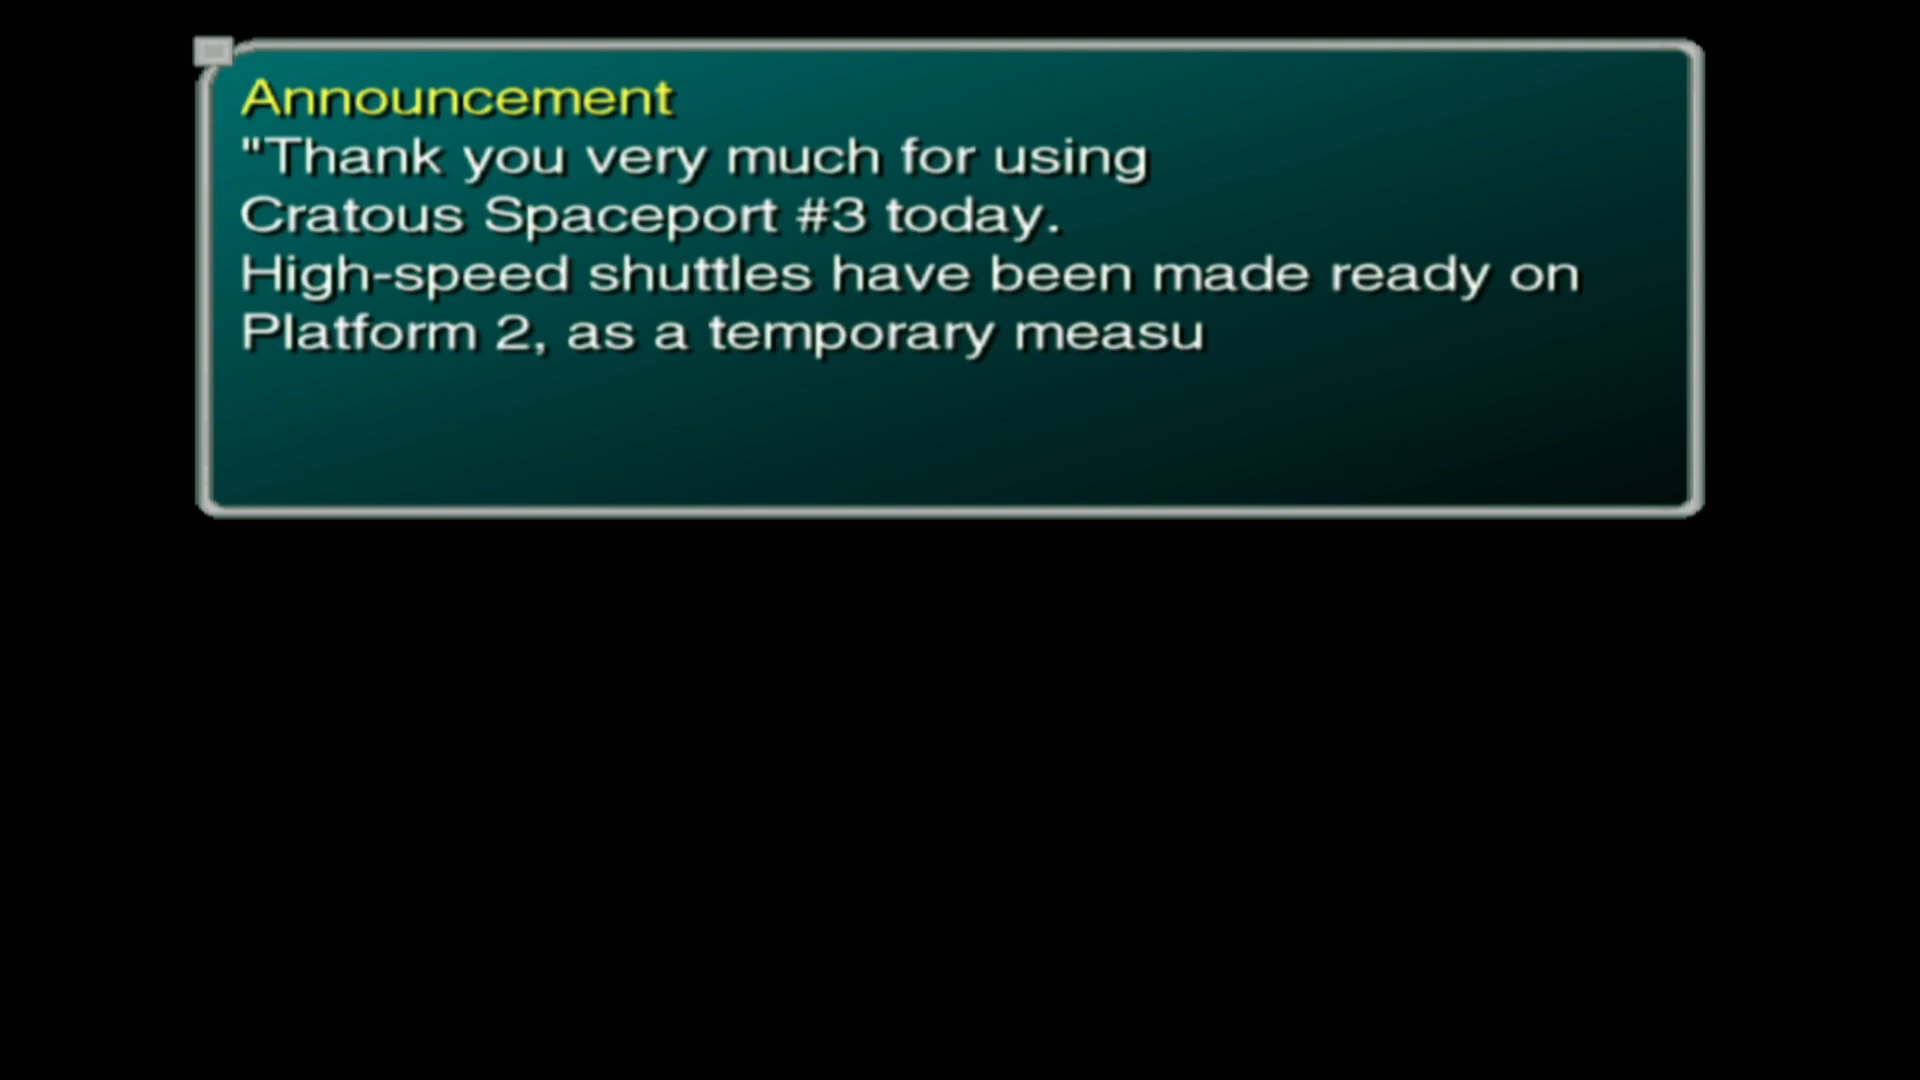 Announcement
"Thank you very much for using
Cratous Spaceport #3 today.
High-speed shuttles have been made ready on
Platform 2, as a temporary measu